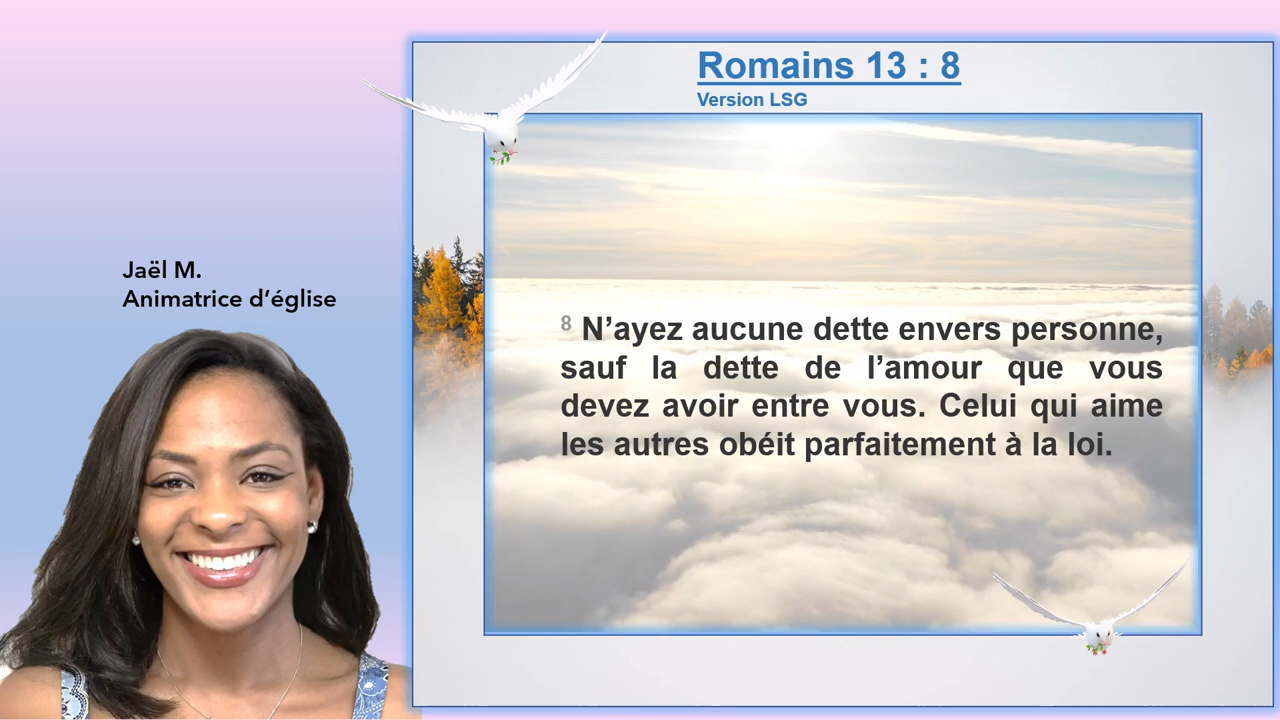 Romains 13 : 8
Version LSG
Jaël M.
Animatrice d’église
8 N’ayez aucune dette envers personne,
sauf la dette de l’amour que vous
devez avoir entre vous. Celui qui aime
les autres obéit parfaitement à la loi.